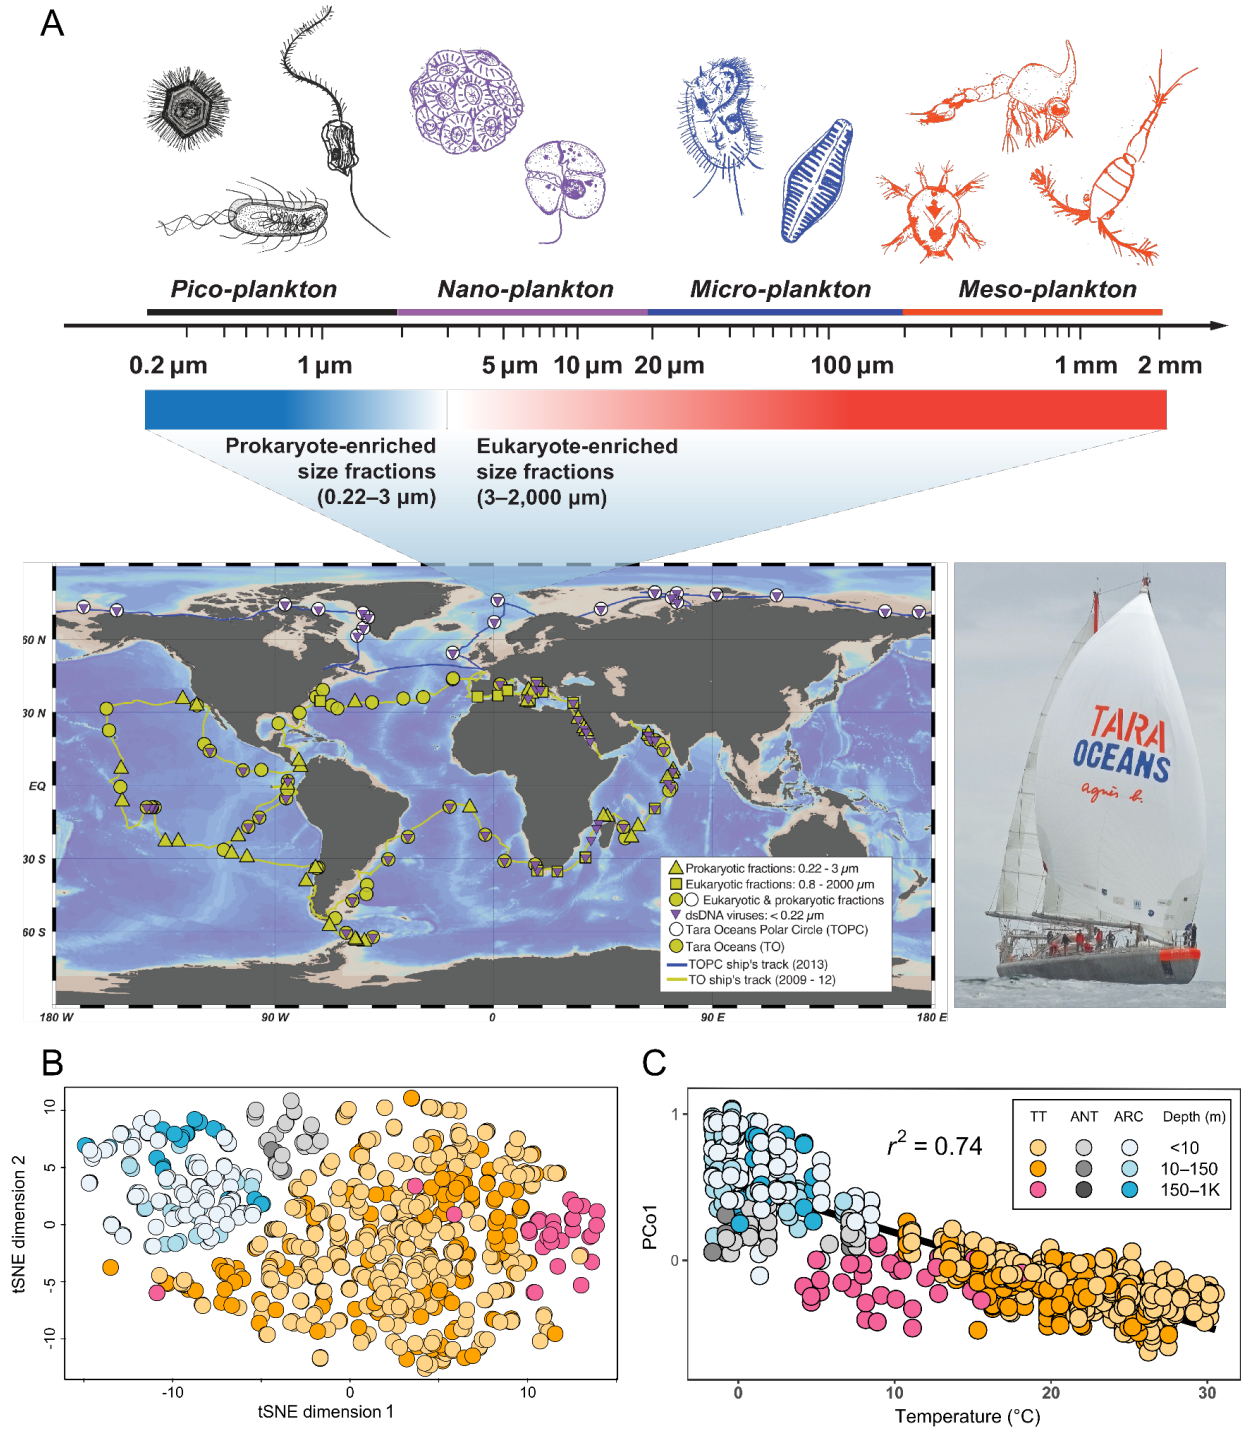 A
Pico-plankton Nano-plankton Micro-plankton Meso-plankton
0.2 µm 1 µm 5 µm 10 µm 20 µm 100 µm 1 mm 2 mm
Prokaryote-enriched
size fractions
(0.22–3 µm)
Eukaryote-enriched
size fractions
(3–2,000 µm)
60 N
30 N
EQ
30 S
60 S
180 W 90 W 0 90 E 180 E
Prokaryotic fractions: 0.22 - 3 µm
Eukaryotic fractions: 0.8 - 2000 µm
Eukaryotic & prokaryotic fractions
dsDNA viruses: < 0.22 µm
Tara Oceans Polar Circle (TOPC)
Tara Oceans (TO)
TOPC ship's track (2013)
TO ship's track (2009 - 12)
TARA
OCEANS
agnès b.
B
tSNE dimension 2
10
5
0
-5
-10
-10 0 10
tSNE dimension 1
C
PCo1
1
0
r² = 0.74
TT ANT ARC Depth (m)
<10
10–150
150–1K
0 10 20 30
Temperature (°C)